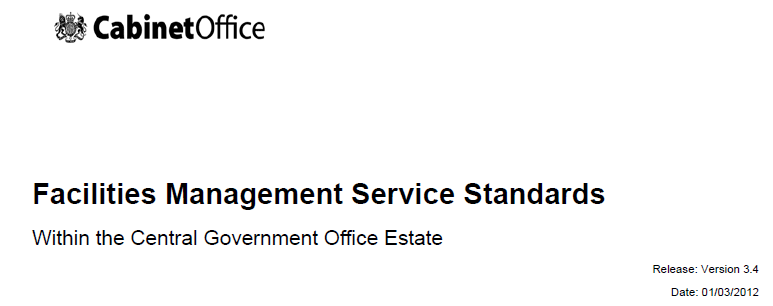 CabinetOffice
Facilities Management Service Standards
Within the Central Government Office Estate
Release: Version 3.4
Date: 01/03/2012